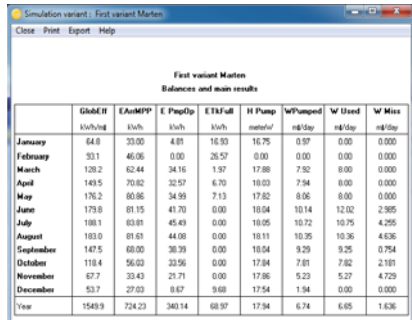 Simulation variant : First variant Marten
Close Print Export Help
First variant Marten
Balances and main results
GlobEff EArrMPP E PmpOp ETkFull H Pump WPumped W Used W Miss
kWh/m² kWh kWh kWh meterW m³/day m³/day m³/day
January 64.8 33.00 4.81 16.93 16.75 0.97 0.00 0.000
February 93.1 46.06 0.00 26.57 0.00 0.00 0.00 0.000
March 128.2 62.44 34.16 1.97 17.88 7.92 8.00 0.000
April 149.5 70.82 32.57 6.70 18.03 7.94 8.00 0.000
May 176.2 80.86 34.99 7.13 17.82 8.06 8.00 0.000
June 179.8 81.15 41.70 0.00 18.04 10.14 12.02 2.985
July 188.1 83.81 45.49 0.00 18.05 10.72 10.75 4.255
August 183.0 81.61 44.08 0.00 18.11 10.35 10.36 4.636
September 147.5 68.00 38.39 0.00 18.04 9.29 9.25 0.754
October 118.4 56.03 33.56 0.00 17.84 7.81 7.82 2.181
November 67.7 33.43 21.71 0.00 17.86 5.23 5.27 4.729
December 53.7 27.03 8.67 9.68 17.54 1.94 0.00 0.000
Year 1549.9 724.23 340.14 68.97 17.94 6.74 6.65 1.636